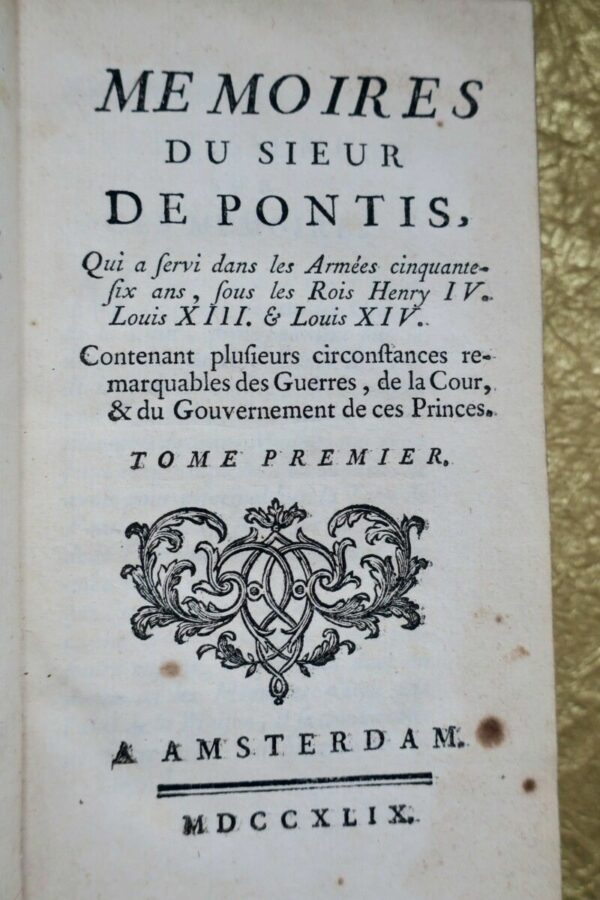 MEMOIRES
DU SIEUR
DE PONTIS,
Qui a ſervi dans les Armées cinquante-
ſix ans, ſous les Rois Henry IV.
Louis XIII. & Louis XIV.
Contenant pluſieurs circonſtances re-
marquables des Guerres, de la Cour,
& du Gouvernement de ces Princes.
TOME PREMIER.
A AMSTERDAM.
MDCCXLIX.